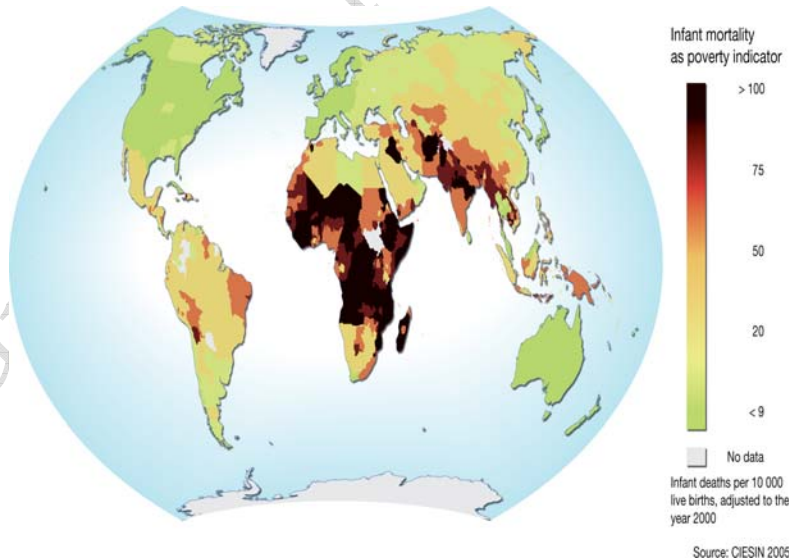 Infant mortality
as poverty indicator
> 100
75
50
20
< 9
No data
Infant deaths per 10 000
live births, adjusted to the
year 2000
Source: CIESIN 2005